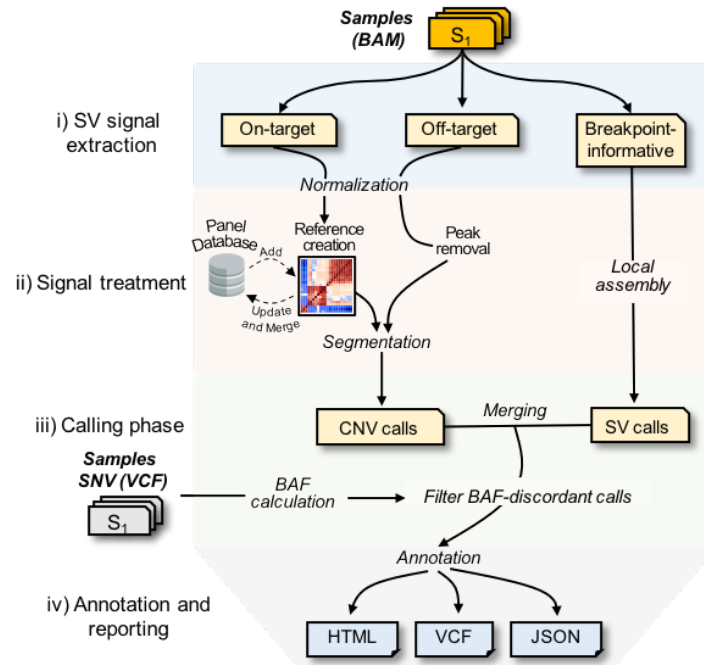 Samples
(BAM)
S1
i) SV signal
extraction
On-target
Off-target
Breakpoint-
informative
Normalization
Panel
Database
Add
Reference
creation
Peak
removal
ii) Signal treatment
Local
assembly
Update
and Merge
Segmentation
iii) Calling phase
CNV calls
Merging
SV calls
Samples
SNV (VCF)
S1
BAF
calculation
Filter BAF-discordant calls
Annotation
iv) Annotation and
reporting
HTML
VCF
JSON